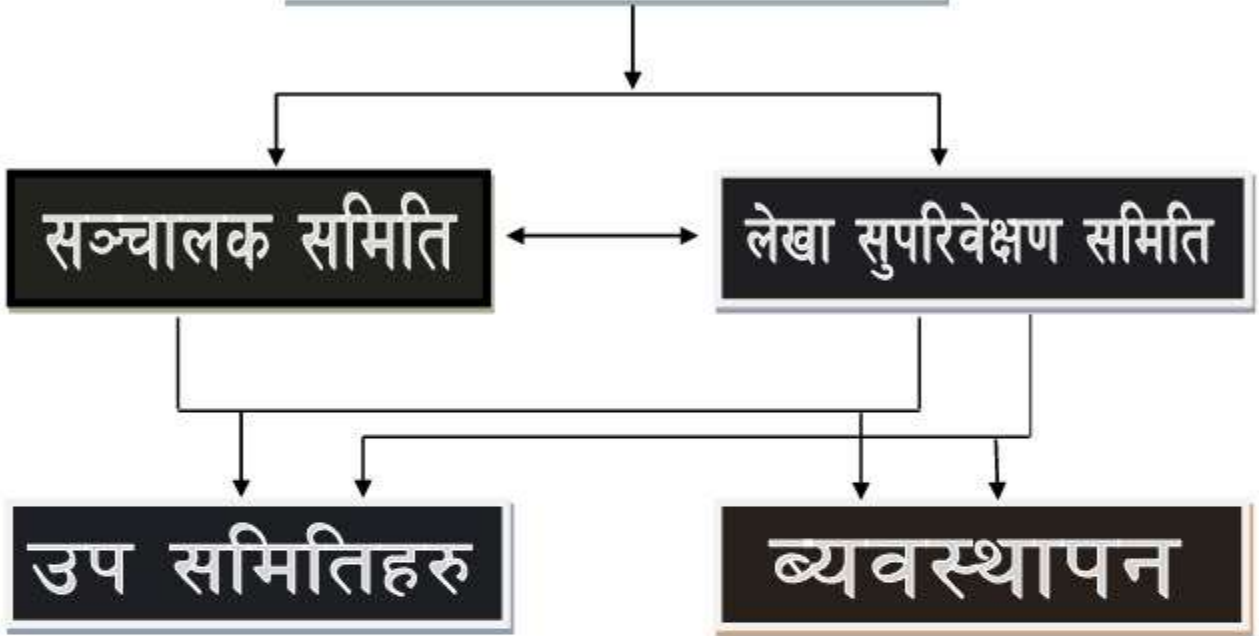 सञ्चालक समिति
लेखा सुपरिवेक्षण समिति
उप समितिहरु
ब्यवस्थापन